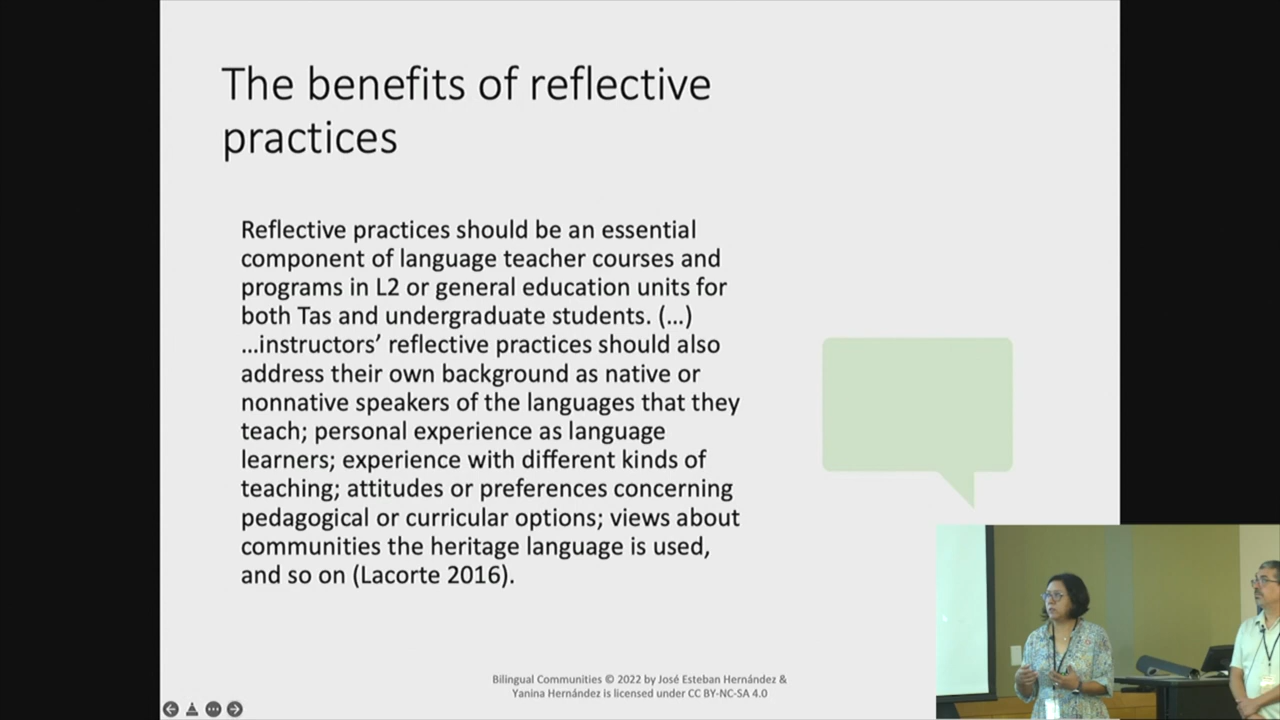 The benefits of reflective
practices
Reflective practices should be an essential
component of language teacher courses and
programs in L2 or general education units for
both Tas and undergraduate students. (...)
...instructors’ reflective practices should also
address their own background as native or
nonnative speakers of the languages that they
teach; personal experience as language
learners; experience with different kinds of
teaching; attitudes or preferences concerning
pedagogical or curricular options; views about
communities the heritage language is used,
and so on (Lacorte 2016).
Bilingual Communities © 2022 by José Esteban Hernández &
Yanina Hernández is licensed under CC BY-NC-SA 4.0